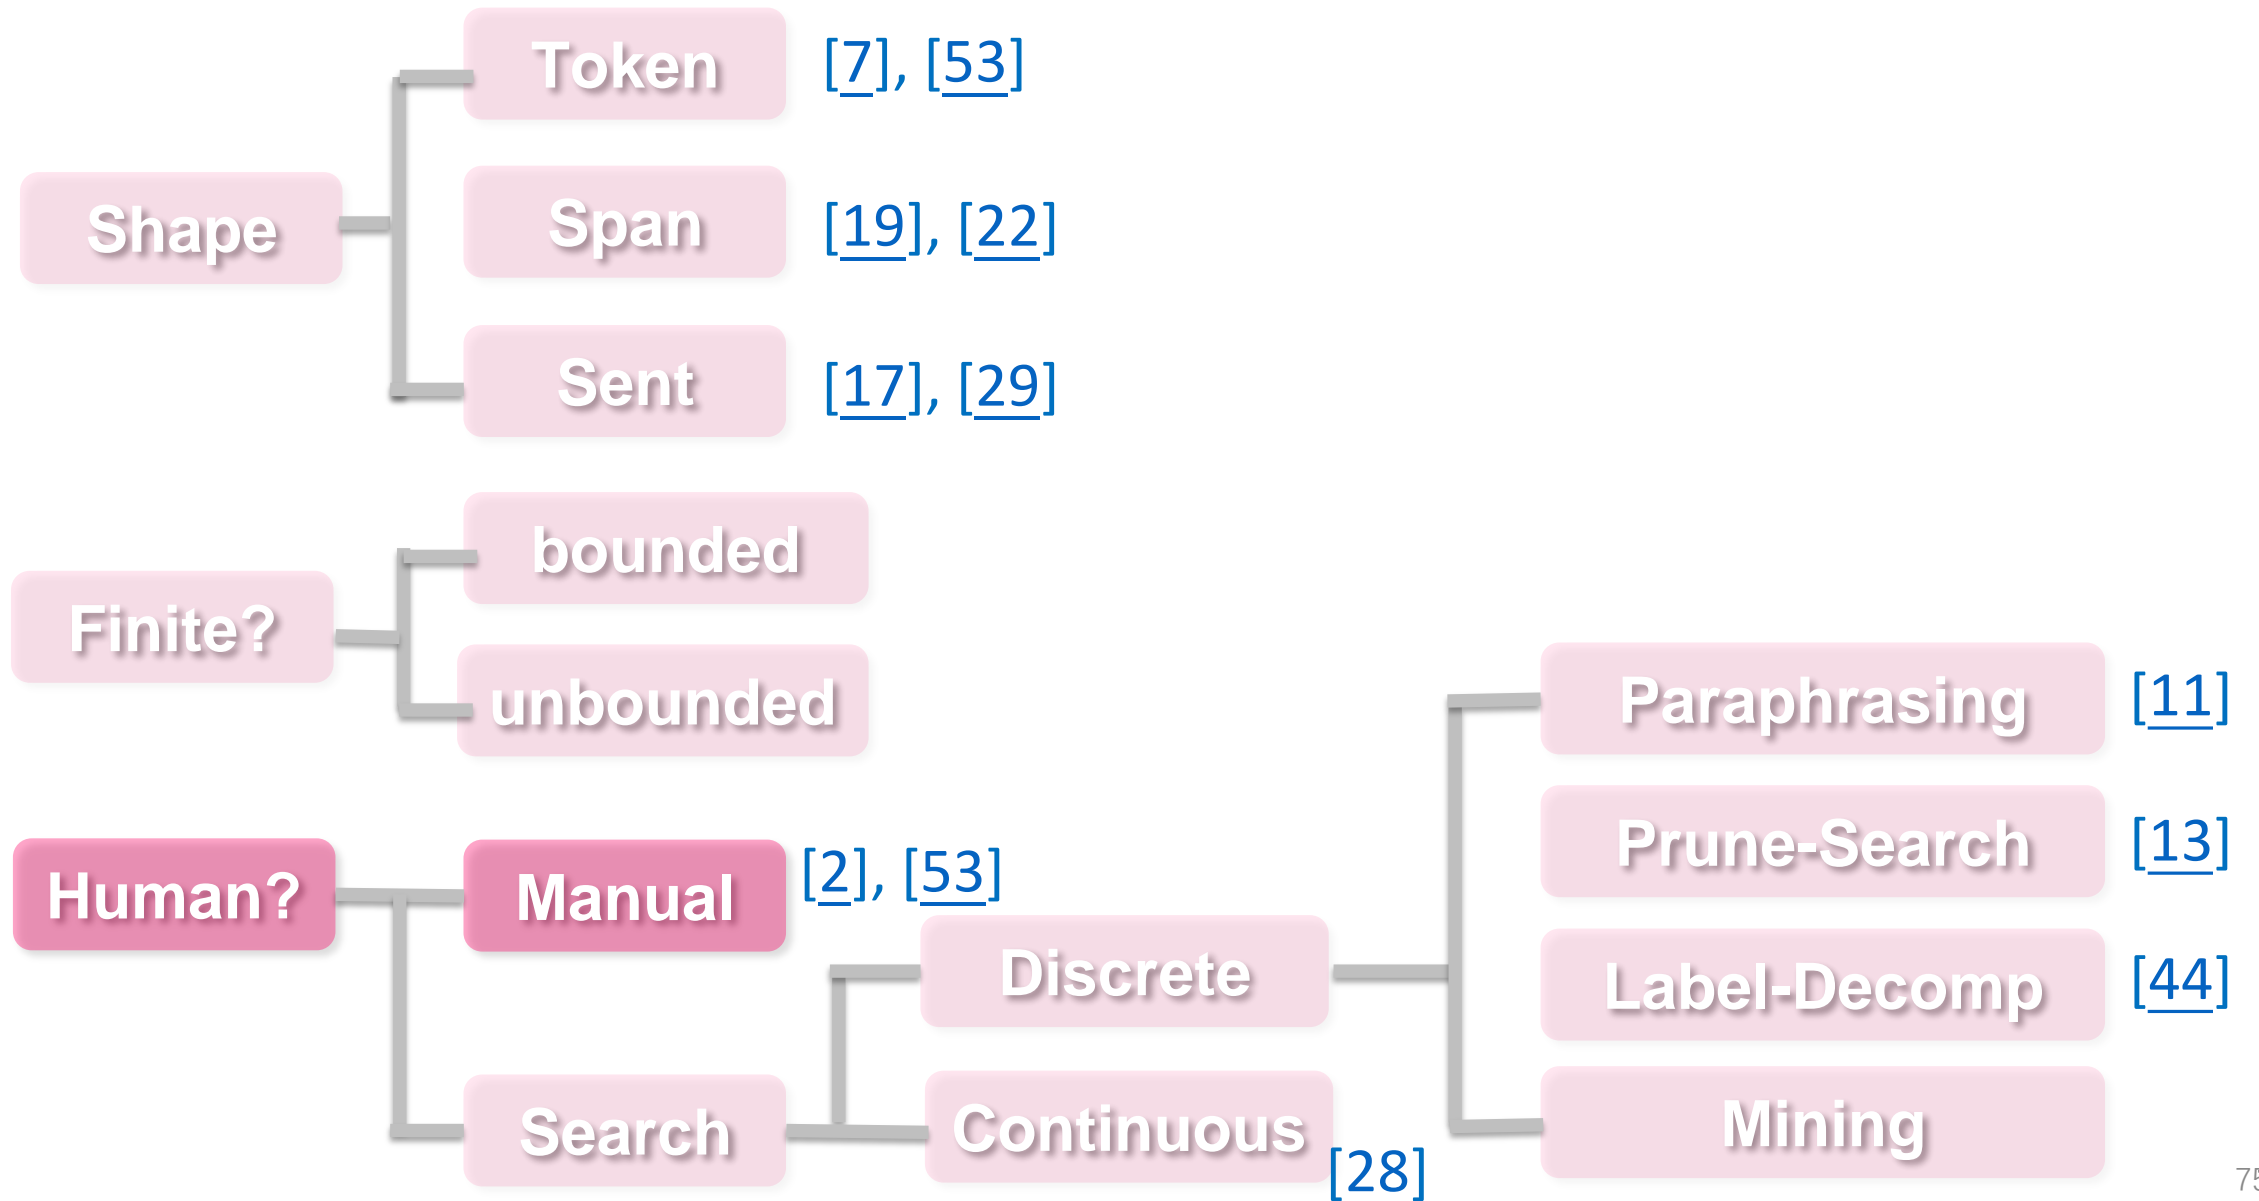 Token [7], [53]
Shape
Span [19], [22]
Sent [17], [29]
bounded
Finite?
unbounded
Human?
Manual [2], [53]
Search
Discrete
Continuous [28]
Paraphrasing [11]
Prune-Search [13]
Label-Decomp [44]
Mining
75